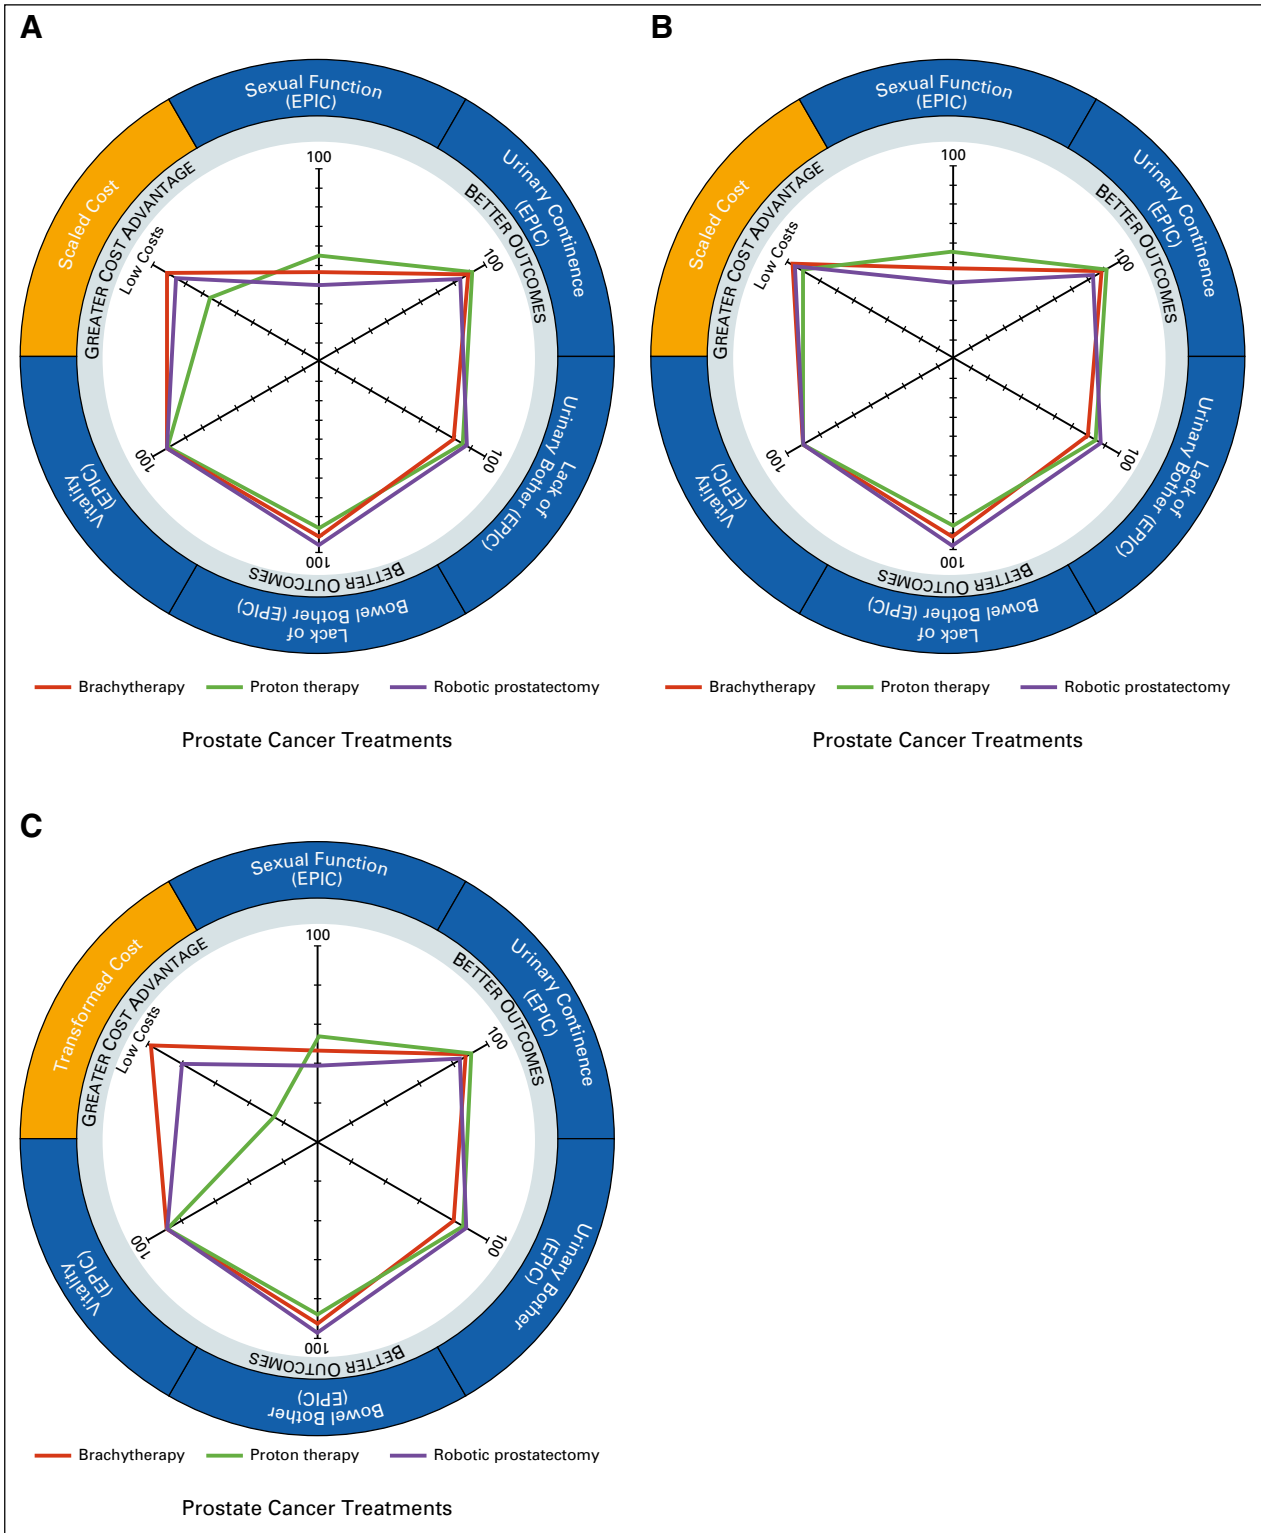 A
Sexual Function
(EPIC)
Urinary Continence
(EPIC)
Lack of
Urinary Bother (EPIC)
Lack of
Bowel Bother (EPIC)
Vitality
(EPIC)
Scaled Cost
GREATER COST ADVANTAGE
BETTER OUTCOMES
BETTER OUTCOMES
Low Costs
100
100
100
100
100
Brachytherapy Proton therapy Robotic prostatectomy
Prostate Cancer Treatments
B
Sexual Function
(EPIC)
Urinary Continence
(EPIC)
Lack of
Urinary Bother (EPIC)
Lack of
Bowel Bother (EPIC)
Vitality
(EPIC)
Scaled Cost
GREATER COST ADVANTAGE
BETTER OUTCOMES
BETTER OUTCOMES
Low Costs
100
100
100
100
100
Brachytherapy Proton therapy Robotic prostatectomy
Prostate Cancer Treatments
C
Sexual Function
(EPIC)
Urinary Continence
(EPIC)
Urinary Bother
(EPIC)
Bowel Bother
(EPIC)
Vitality
(EPIC)
Transformed Cost
GREATER COST ADVANTAGE
BETTER OUTCOMES
BETTER OUTCOMES
Low Costs
100
100
100
100
100
Brachytherapy Proton therapy Robotic prostatectomy
Prostate Cancer Treatments